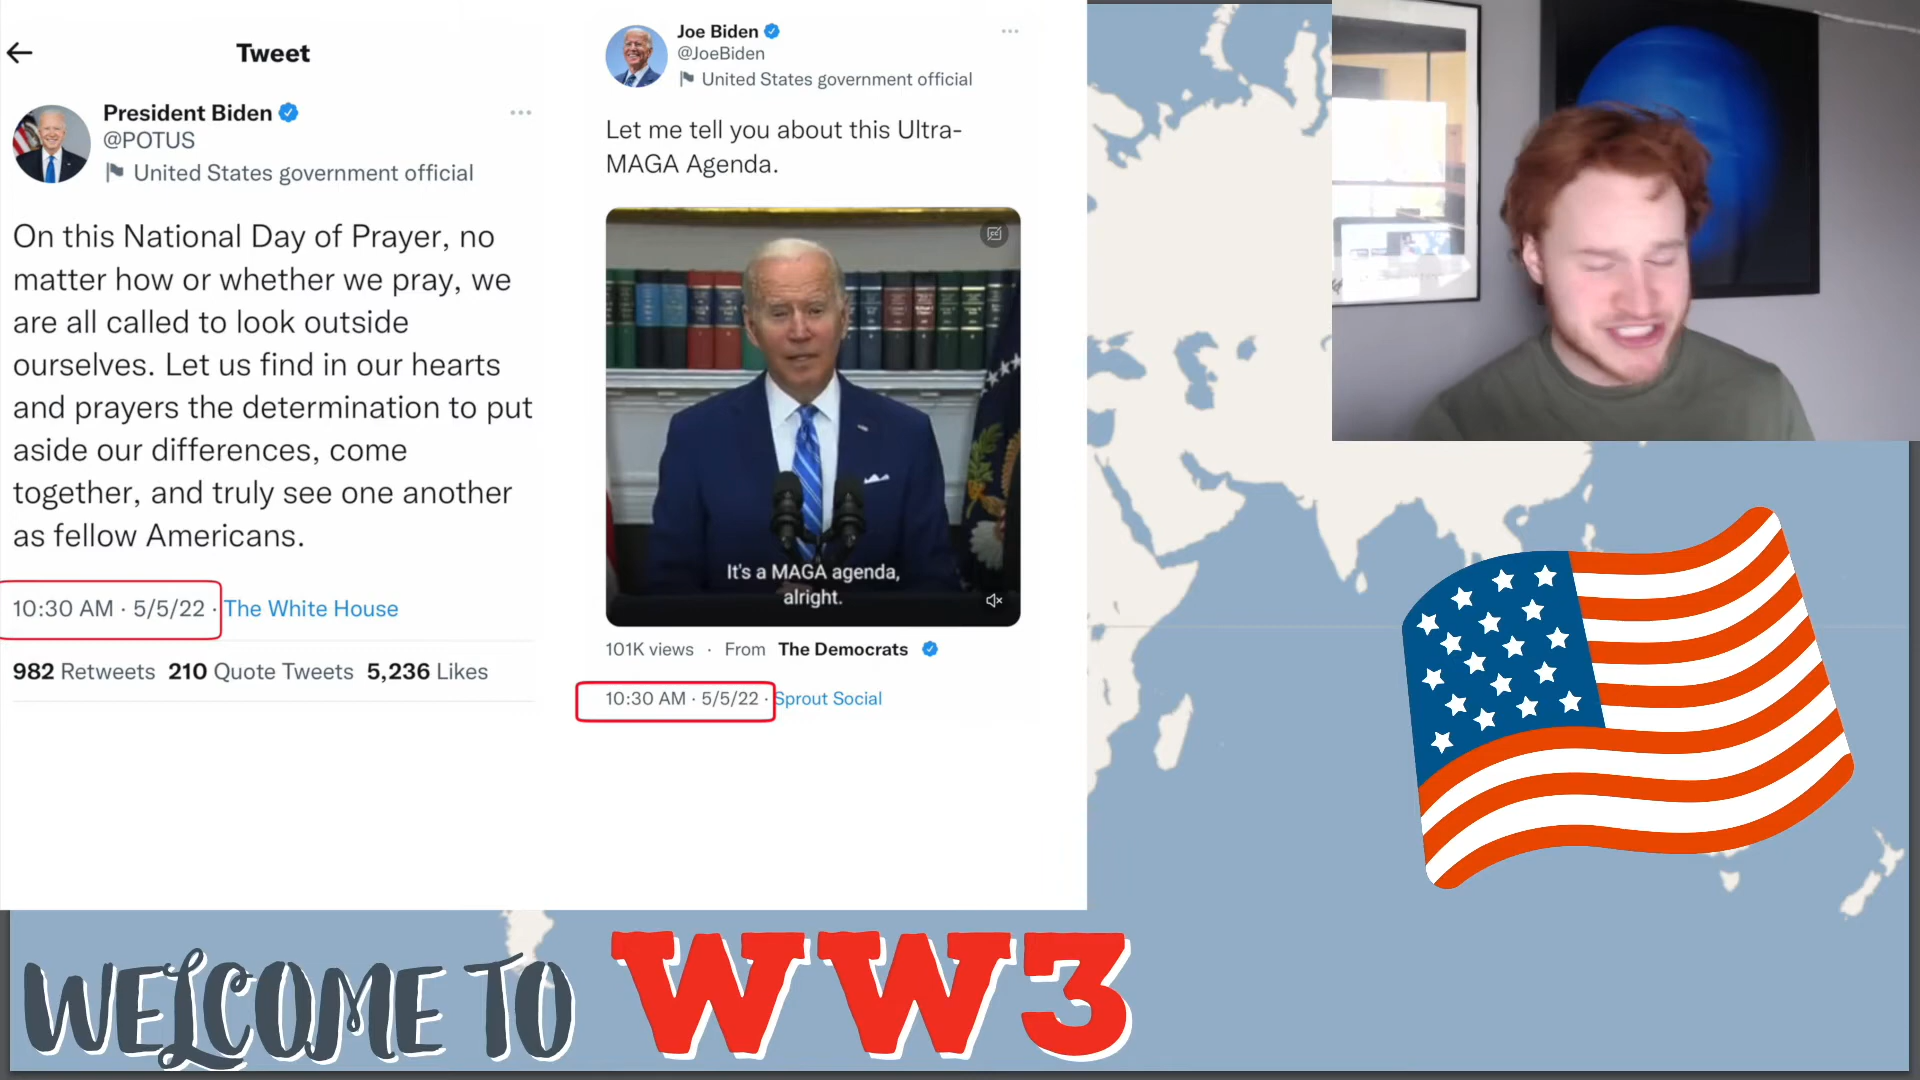 Tweet
President Biden
@POTUS
United States government official
On this National Day of Prayer, no
matter how or whether we pray, we
are all called to look outside
ourselves. Let us find in our hearts
and prayers the determination to put
aside our differences, come
together, and truly see one another
as fellow Americans.
10:30 AM · 5/5/22 · The White House
982 Retweets 210 Quote Tweets 5,236 Likes
Joe Biden
@JoeBiden
United States government official
Let me tell you about this Ultra-
MAGA Agenda.
It's a MAGA agenda,
alright.
101K views · From The Democrats
10:30 AM · 5/5/22 · Sprout Social
WELCOME TO WW3